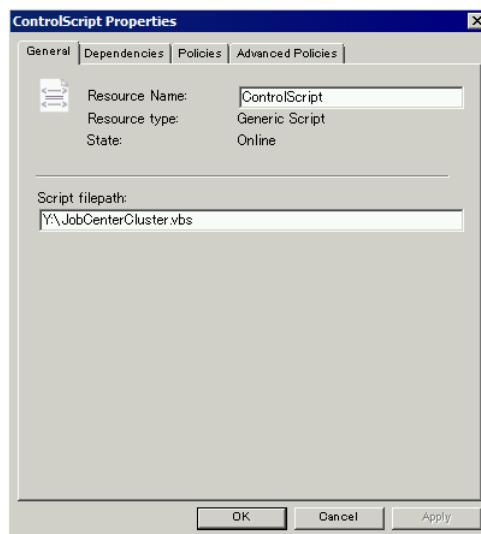 ControlScript Properties
General Dependencies Policies Advanced Policies
Resource Name: ControlScript
Resource type: Generic Script
State: Online
Script filepath:
Y:\JobCenterCluster.vbs
OK Cancel Apply